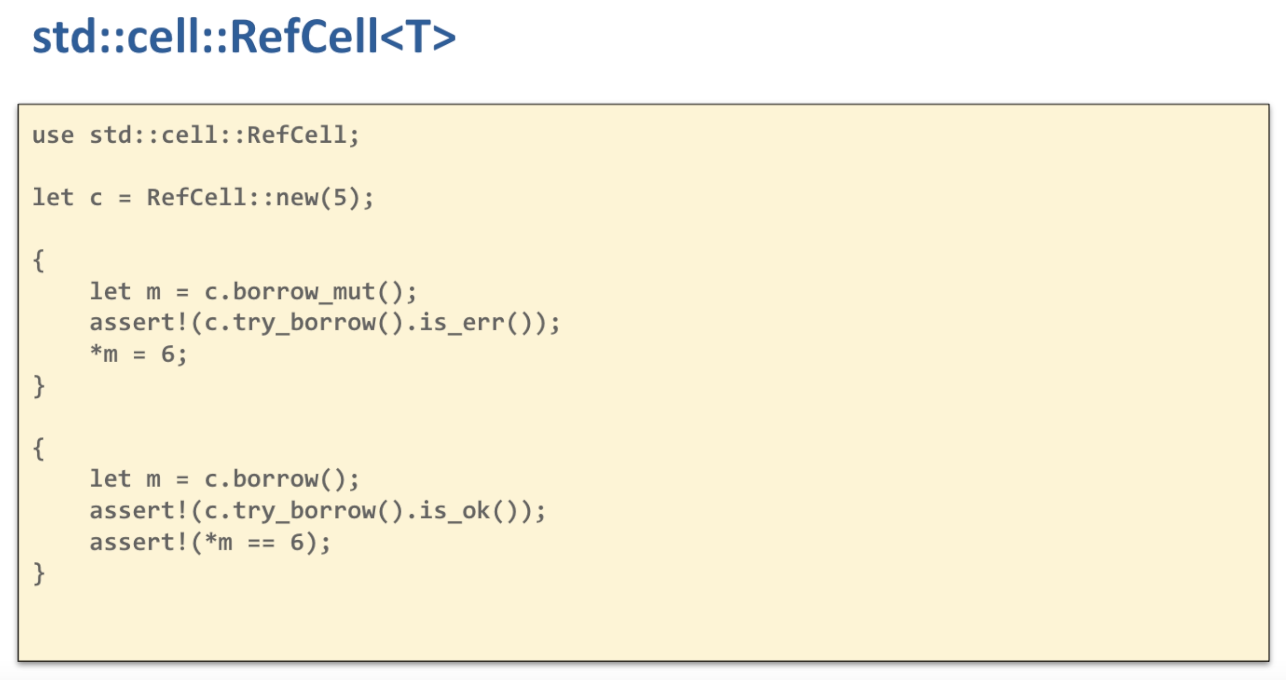 std::cell::RefCell<T>
use std::cell::RefCell;
let c = RefCell::new(5);
{
    let m = c.borrow_mut();
    assert!(c.try_borrow().is_err());
    *m = 6;
}
{
    let m = c.borrow();
    assert!(c.try_borrow().is_ok());
    assert!(*m == 6);
}